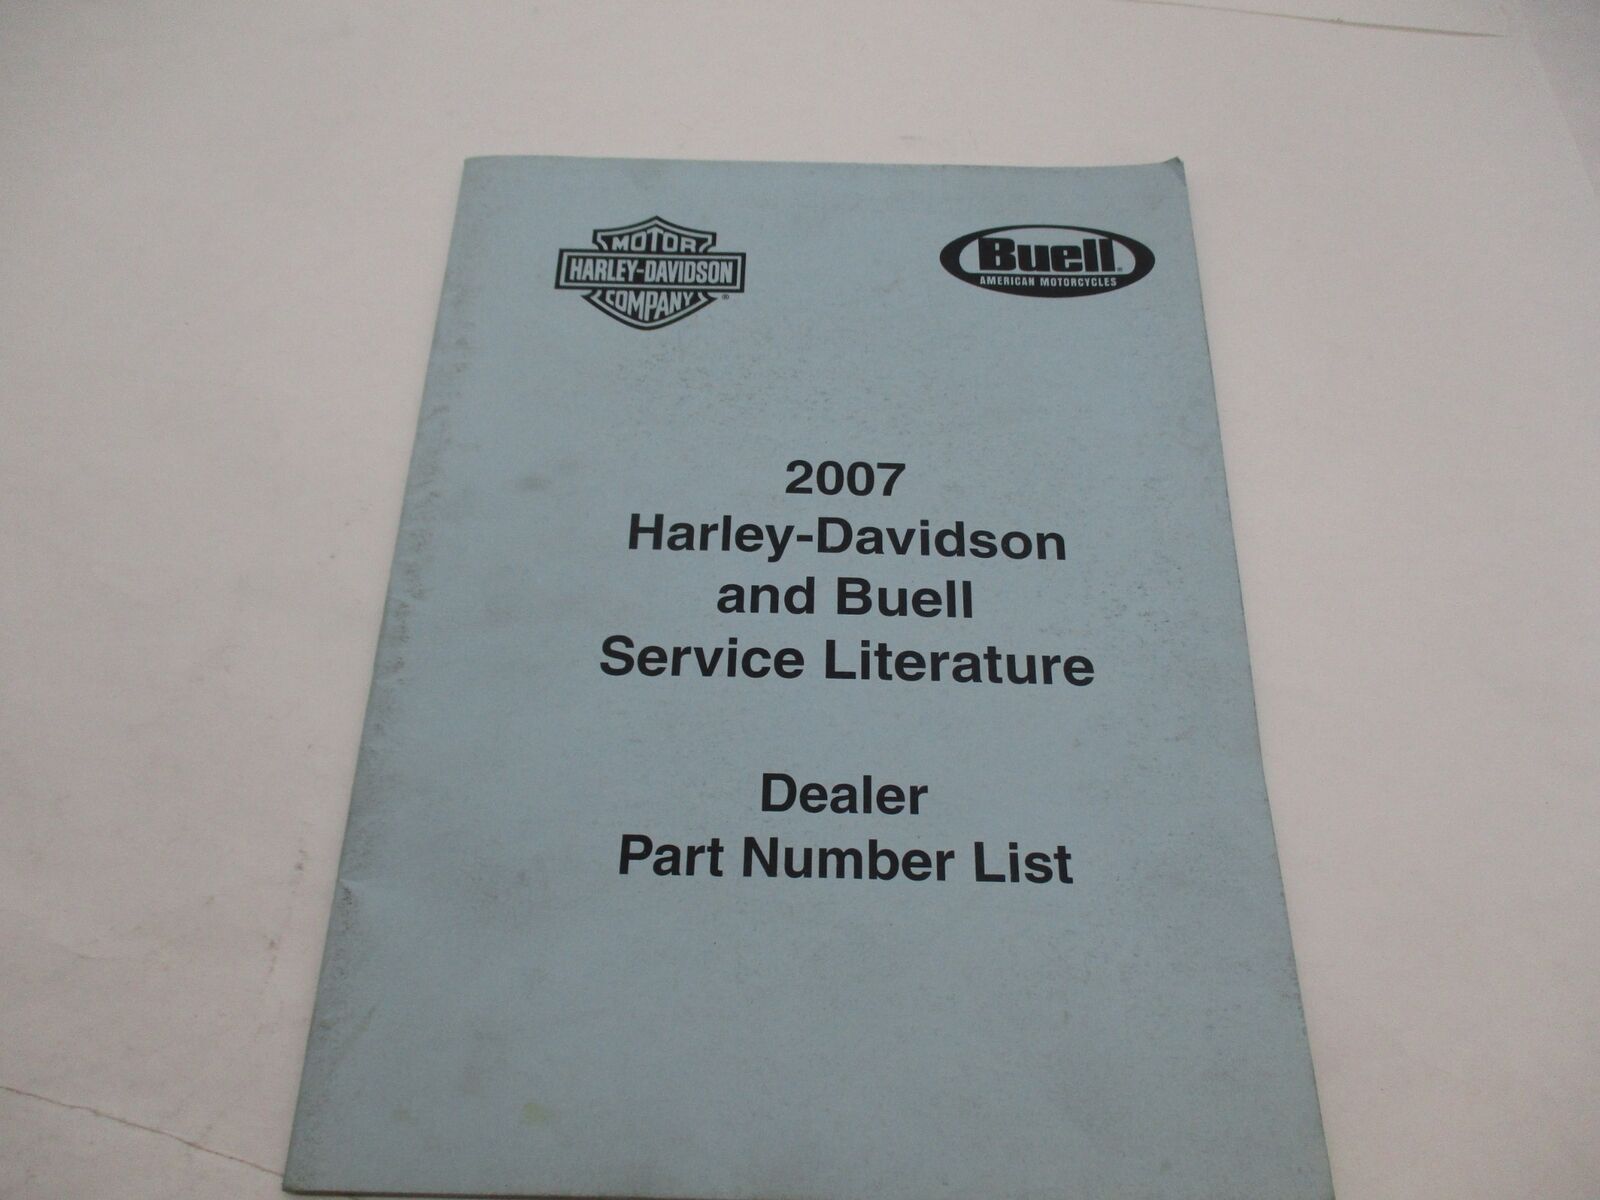 MOTOR
HARLEY-DAVIDSON
COMPANY ®
Buell
AMERICAN MOTORCYCLES
2007
Harley-Davidson
and Buell
Service Literature
Dealer
Part Number List